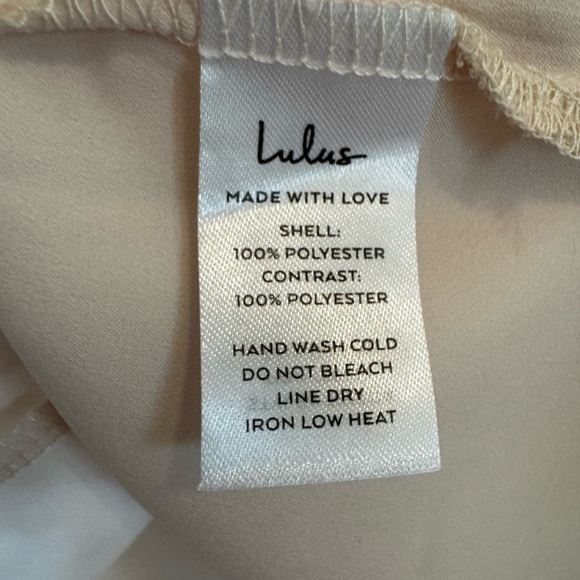 Lulus
MADE WITH LOVE
SHELL:
100% POLYESTER
CONTRAST:
100% POLYESTER
HAND WASH COLD
DO NOT BLEACH
LINE DRY
IRON LOW HEAT